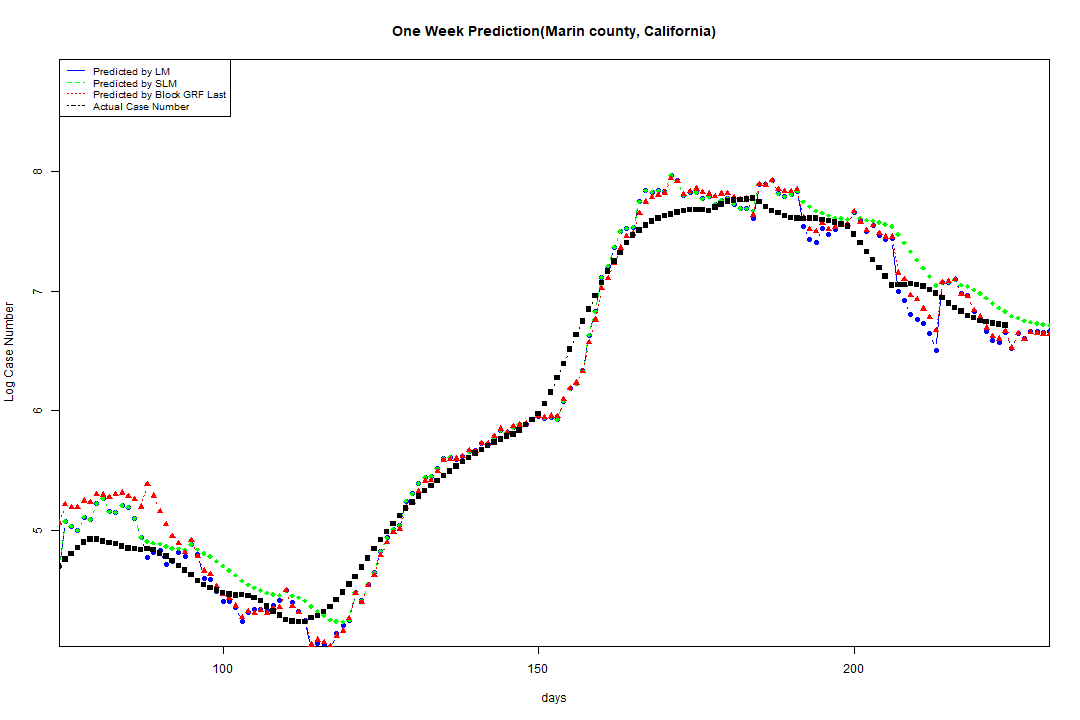 One Week Prediction(Marin county, California)
Predicted by LM
Predicted by SLM
Predicted by Block GRF Last
Actual Case Number
Log Case Number
8
7
6
5
100 150 200
days